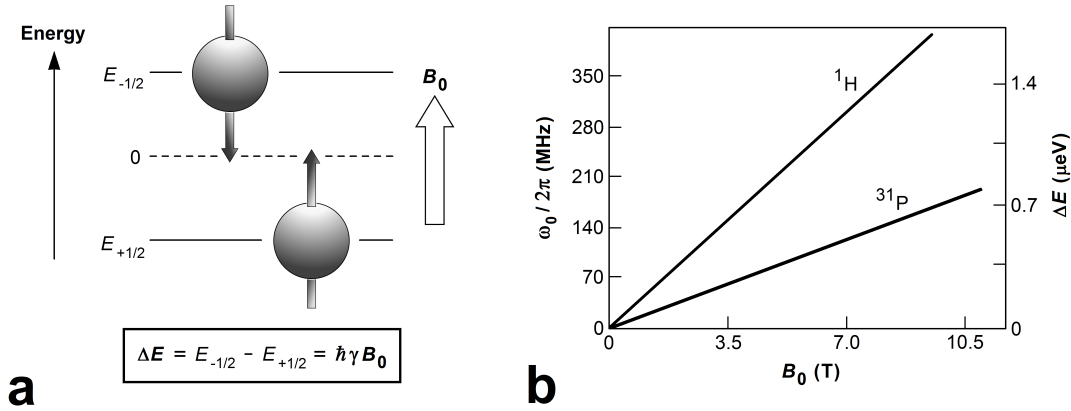 Energy
E-1/2
B0
0
E+1/2
ΔE = E-1/2 - E+1/2 = ħγB0
a
ω0 / 2π (MHz)
350
280
210
140
70
0
1H
31P
1.4
0.7
0
ΔE (μeV)
0
3.5
7.0
10.5
B0 (T)
b